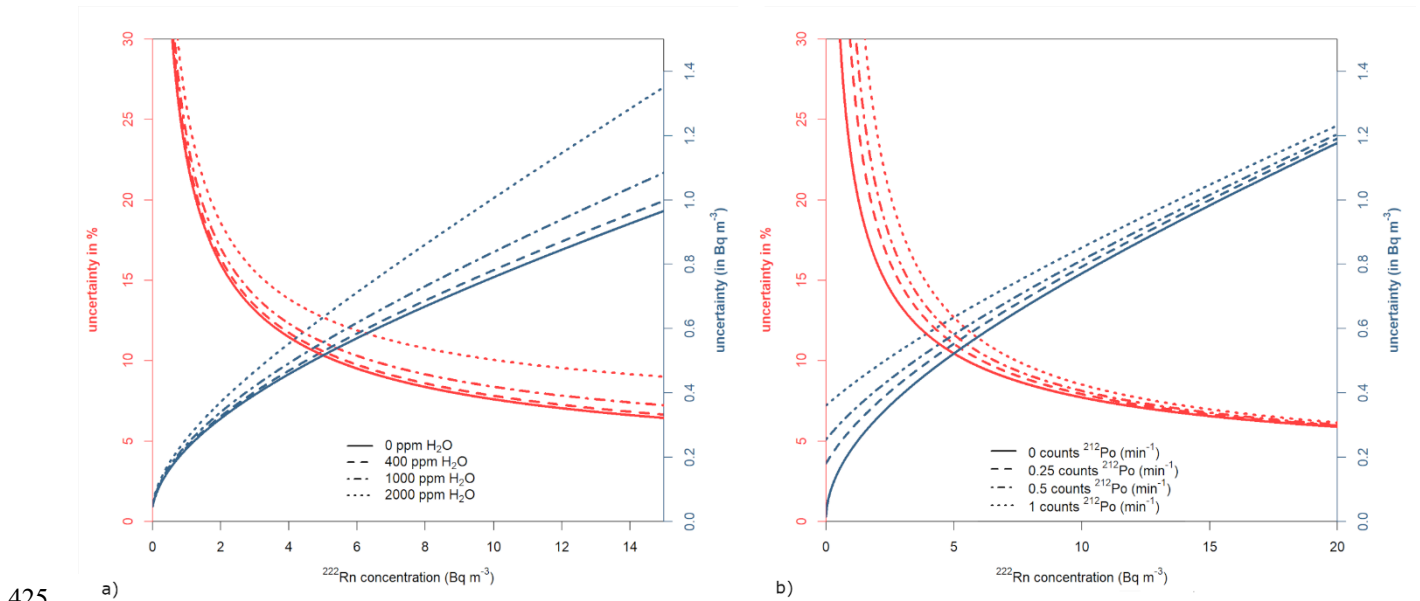 30
25
20
15
10
5
0
uncertainty in %
0 ppm H₂O
400 ppm H₂O
1000 ppm H₂O
2000 ppm H₂O
0 2 4 6 8 10 12 14
²²²Rn concentration (Bq m⁻³)
1.4
1.2
1.0
0.8
0.6
0.4
0.2
0.0
uncertainty (in Bq m⁻³)
a)
30
25
20
15
10
5
0
uncertainty in %
0 counts ²¹²Po (min⁻¹)
0.25 counts ²¹²Po (min⁻¹)
0.5 counts ²¹²Po (min⁻¹)
1 counts ²¹²Po (min⁻¹)
0 5 10 15 20
²²²Rn concentration (Bq m⁻³)
1.4
1.2
1.0
0.8
0.6
0.4
0.2
0.0
uncertainty (in Bq m⁻³)
b)
425